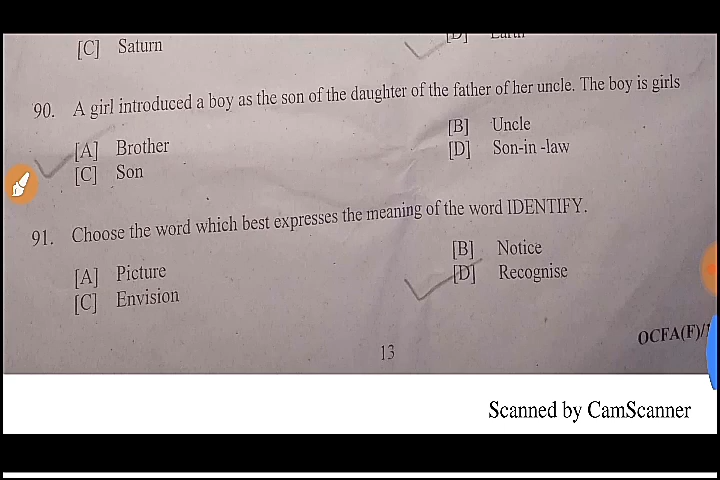 [C] Saturn [D] Earth
90. A girl introduced a boy as the son of the daughter of the father of her uncle. The boy is girls
[A] Brother [B] Uncle
[C] Son [D] Son-in -law
91. Choose the word which best expresses the meaning of the word IDENTIFY.
[A] Picture [B] Notice
[C] Envision [D] Recognise
13
OCFA(F)/
Scanned by CamScanner